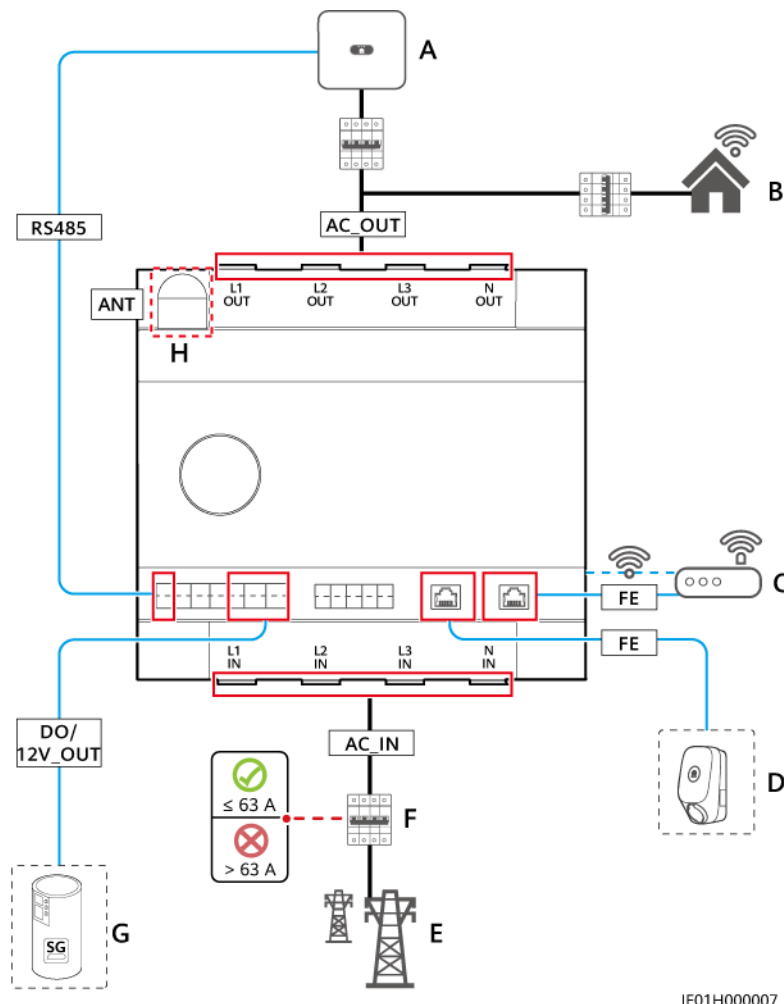 A
B
RS485
AC_OUT
L1
OUT
L2
OUT
L3
OUT
N
OUT
ANT
H
C
FE
FE
L1
IN
L2
IN
L3
IN
N
IN
DO/
12V_OUT
AC_IN
D
≤ 63 A
> 63 A
F
SG
G
E
IF01H000007